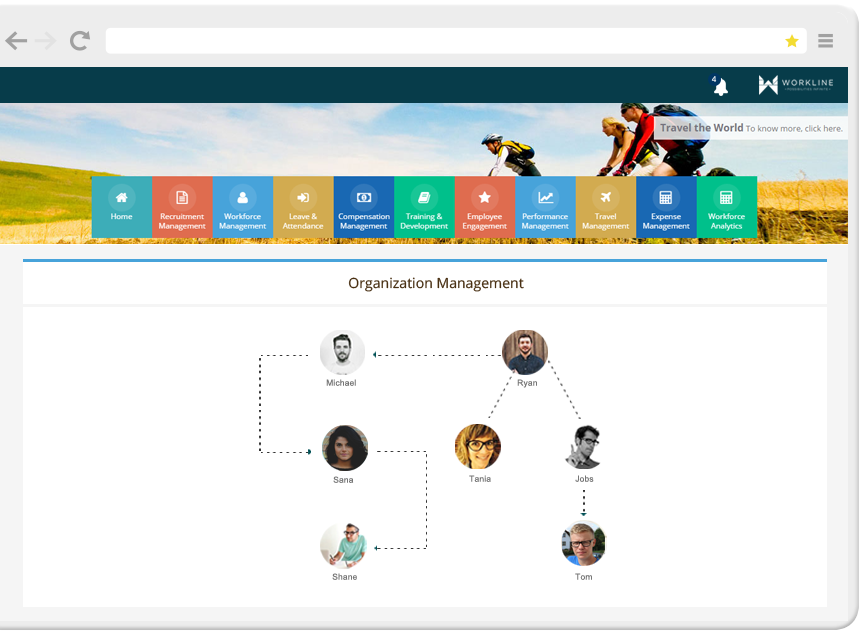 4
WORKLINE
Travel the World To know more, click here.
Home
Recruitment
Management
Workforce
Management
Leave &
Attendance
Compensation
Management
Training &
Development
Employee
Engagement
Performance
Management
Travel
Management
Expense
Management
Workforce
Analytics
Organization Management
Michael
Ryan
Sana
Tania
Jobs
Shane
Tom